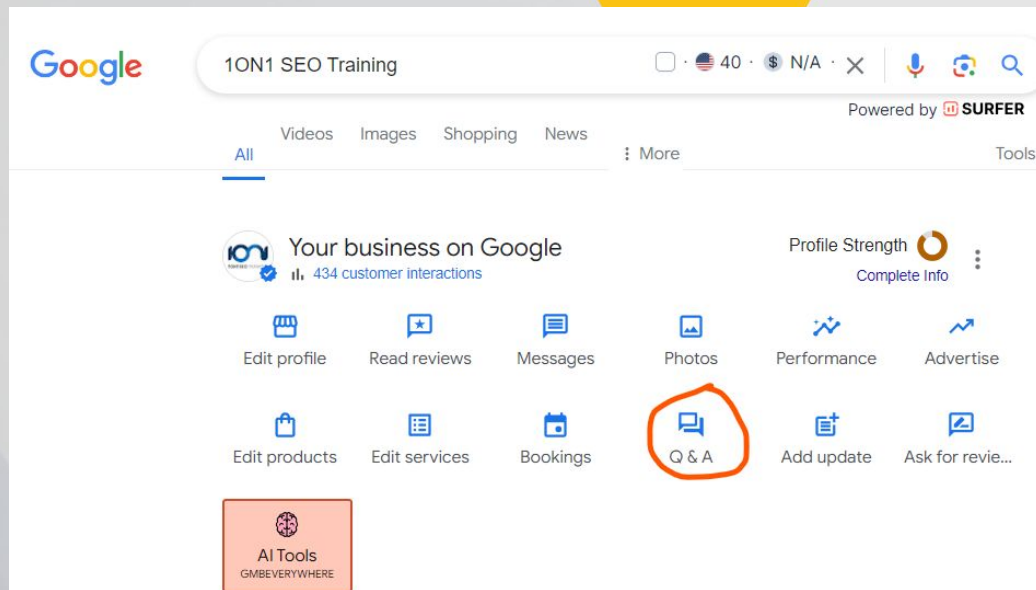 Google
1ON1 SEO Training
40 · $ N/A ·
Powered by SURFER
All Videos Images Shopping News
More
Tools
1ON1
Your business on Google
434 customer interactions
Profile Strength
Complete Info
Edit profile Read reviews Messages Photos Performance Advertise
Edit products Edit services Bookings Q & A Add update Ask for revie...
AI Tools
GMBEVERYWHERE